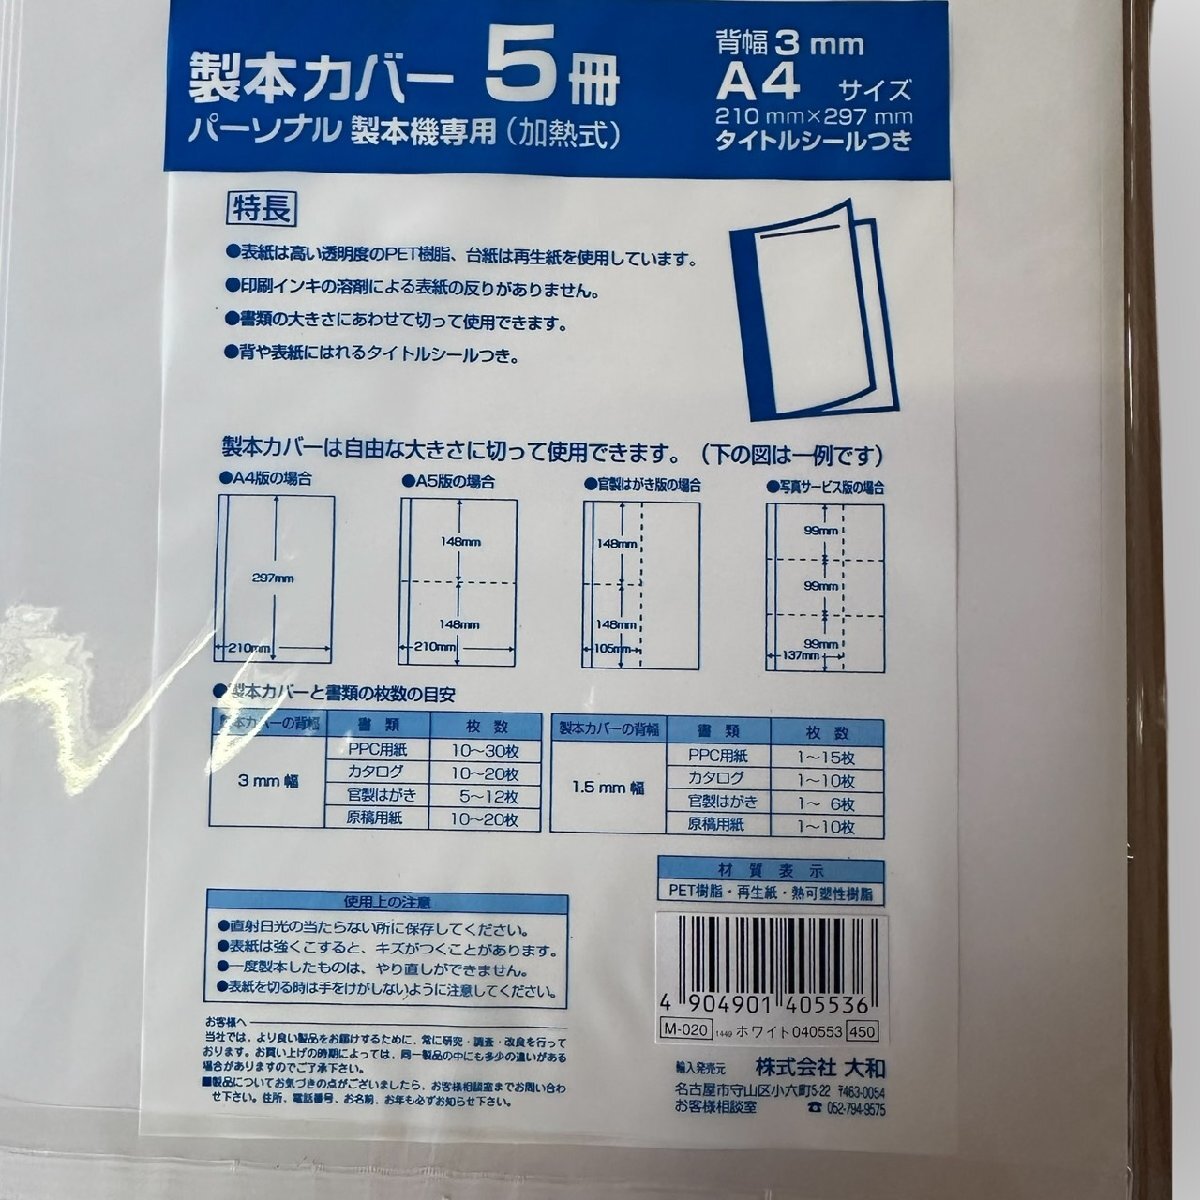 製本カバー 5冊
パーソナル 製本機専用(加熱式)
背幅3mm
A4 サイズ
210 mm×297 mm
タイトルシールつき
特長
●表紙は高い透明度のPET樹脂、台紙は再生紙を使用しています。
●印刷インキの溶剤による表紙の反りがありません。
●書類の大きさにあわせて切って使用できます。
●背や表紙にはれるタイトルシールつき。
製本カバーは自由な大きさに切って使用できます。(下の図は一例です)
●A4版の場合 ●A5版の場合 ●官製はがき版の場合 ●写真サービス版の場合
297mm
210mm
148mm
148mm
210mm
148mm
148mm
105mm
99mm
99mm
99mm
137mm
●製本カバーと書類の枚数の目安
製本カバーの背幅 書類 枚数
3mm幅
PPC用紙 10〜30枚
カタログ 10〜20枚
官製はがき 5〜12枚
原稿用紙 10〜20枚
製本カバーの背幅 書類 枚数
1.5mm幅
PPC用紙 1〜15枚
カタログ 1〜10枚
官製はがき 1〜 6枚
原稿用紙 1〜10枚
材質表示
PET樹脂・再生紙・熱可塑性樹脂
使用上の注意
●直射日光の当たらない所に保存してください。
●表紙は強くこすると、キズがつくことがあります。
●一度製本したものは、やり直しができません。
●表紙を切る時は手をけがしないように注意してください。
お客様へ
当社では、より良い製品をお届けするために、常に研究・調査・改良を行って
おります。お買い上げの時期によっては、同一製品の中にも多少の違いがある
場合がありますのでご了承下さい。
■製品についてお気づきの点がございましたら、お客様相談室までお問い合わ
せ下さい。住所、電話番号、お名前、お年も必ずお知らせ下さい。
4 904901 405536
M-020 1449 ホワイト040553 450
輸入発売元 株式会社 大和
名古屋市守山区小六町5-22 〒463-0054
お客様相談室 ☎ 052-794-9575